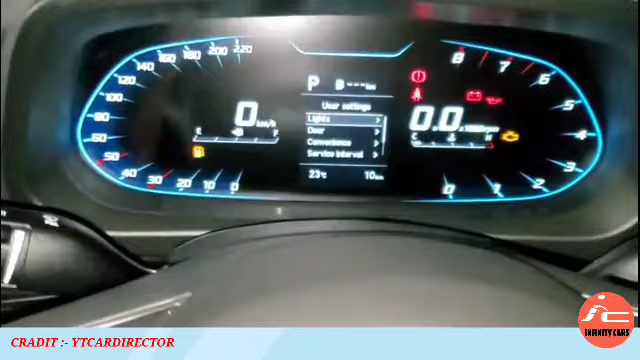 220
200
180
160
140
120
100
80
60
50
40
30
20
10
0
0 km/h
E
F
P
User settings
Lights >
Door >
Convenience >
Service interval >
23°C
10 km
8
7
6
5
4
3
2
1
0
0.0
x1000rpm
C
H
CRADIT :- YTCARDIRECTOR
INFINITY CARS